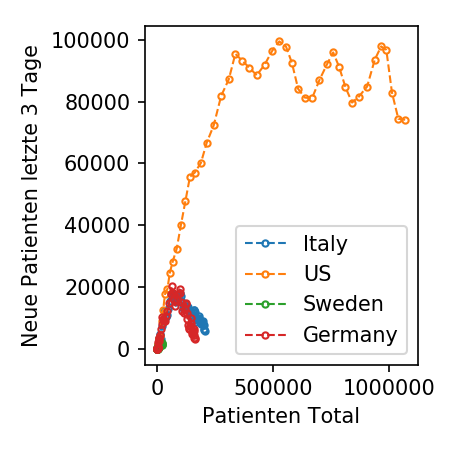 Neue Patienten letzte 3 Tage
100000
80000
60000
40000
20000
0
Italy
US
Sweden
Germany
0
500000
1000000
Patienten Total